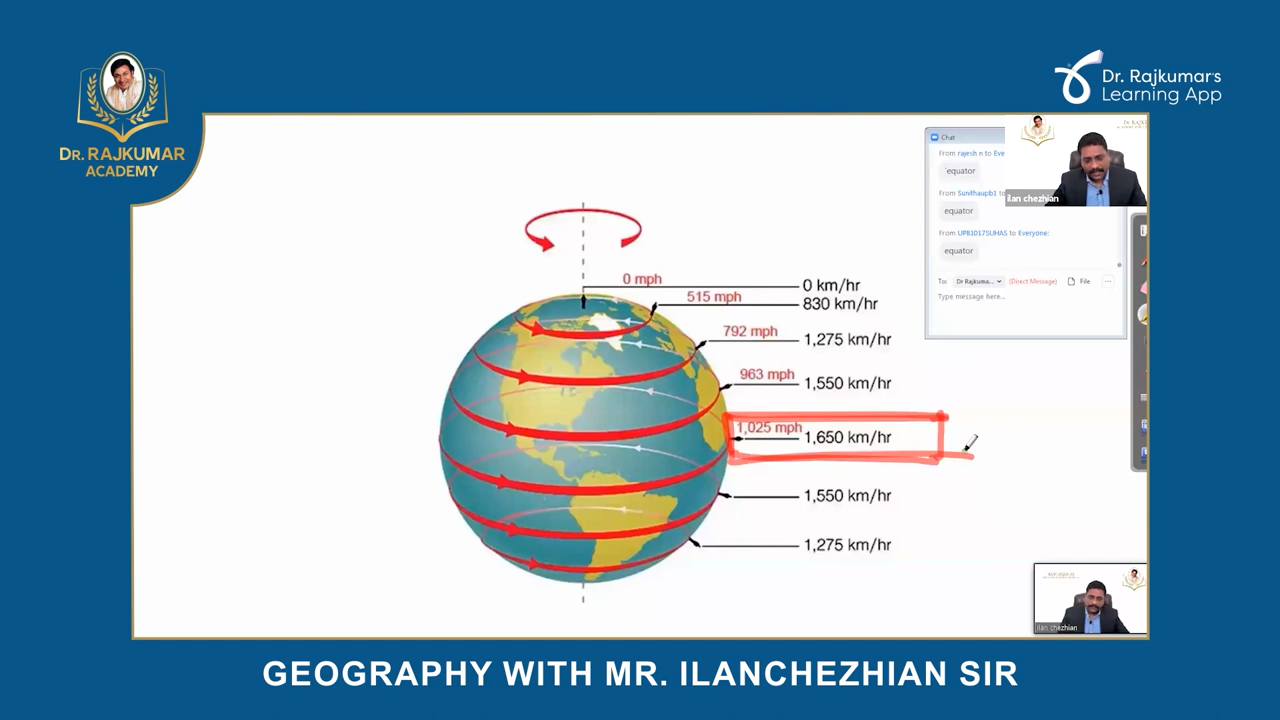 Dr. RAJKUMAR
ACADEMY
Dr. Rajkumar's
Learning App
Chat
From rajesh n to Eve
equator
From Sunithaupb1 to
equator
From UP81017SUHAS to Everyone:
equator
To: Dr Rajkuma... (Direct Message) File ...
Type message here...
ilan chezhian
0 mph 0 km/hr
515 mph 830 km/hr
792 mph 1,275 km/hr
963 mph 1,550 km/hr
1,025 mph 1,650 km/hr
1,550 km/hr
1,275 km/hr
ilan chezhian
GEOGRAPHY WITH MR. ILANCHEZHIAN SIR